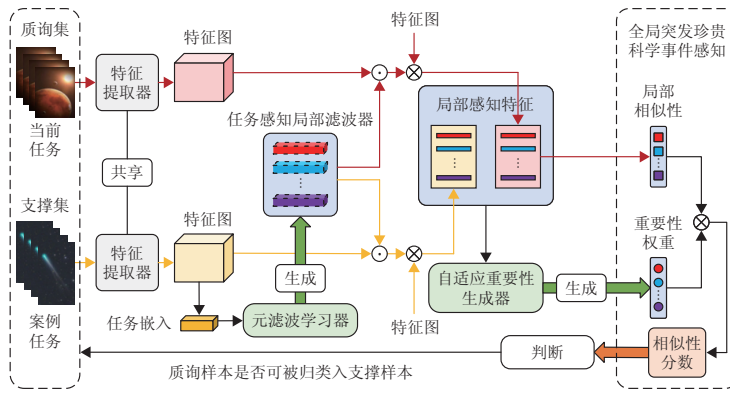 质询集
当前
任务
支撑集
案例
任务
特征
提取器
共享
特征
提取器
特征图
特征图
任务嵌入
元滤波学习器
生成
任务感知局部滤波器
特征图
特征图
局部感知特征
自适应重要性
生成器
生成
全局突发珍贵
科学事件感知
局部
相似性
重要性
权重
相似性
分数
判断
质询样本是否可被归类入支撑样本